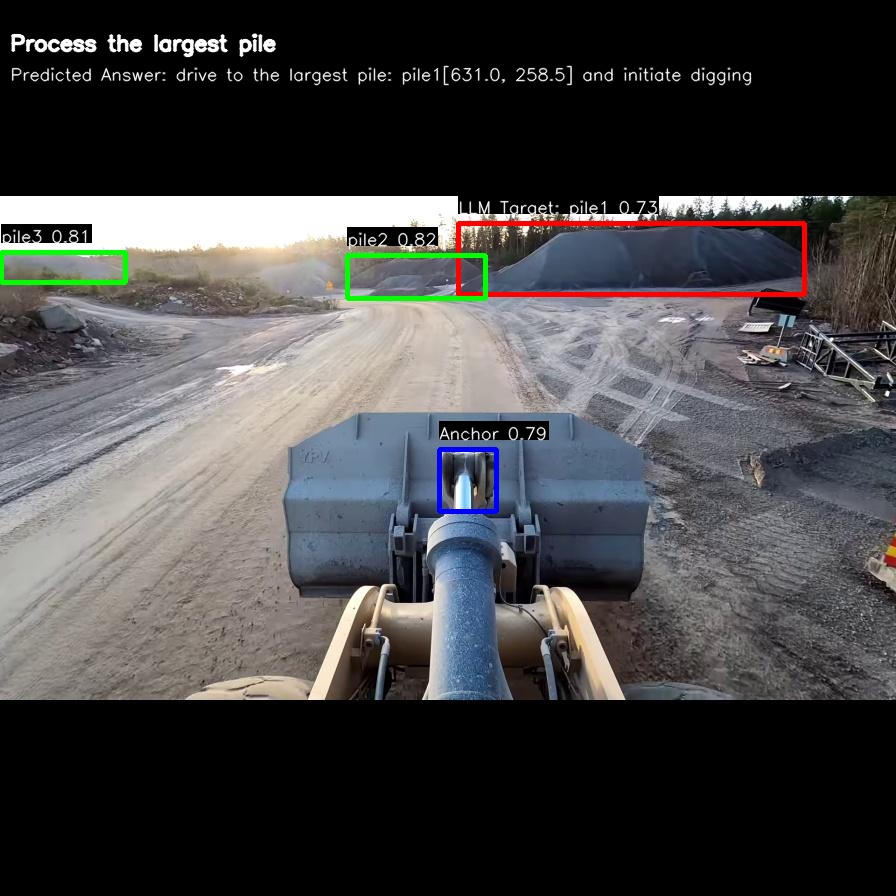 Process the largest pile
Predicted Answer: drive to the largest pile: pile1[631.0, 258.5] and initiate digging
LLM Target: pile1 0.73
pile3 0.81
pile2 0.82
Anchor 0.79